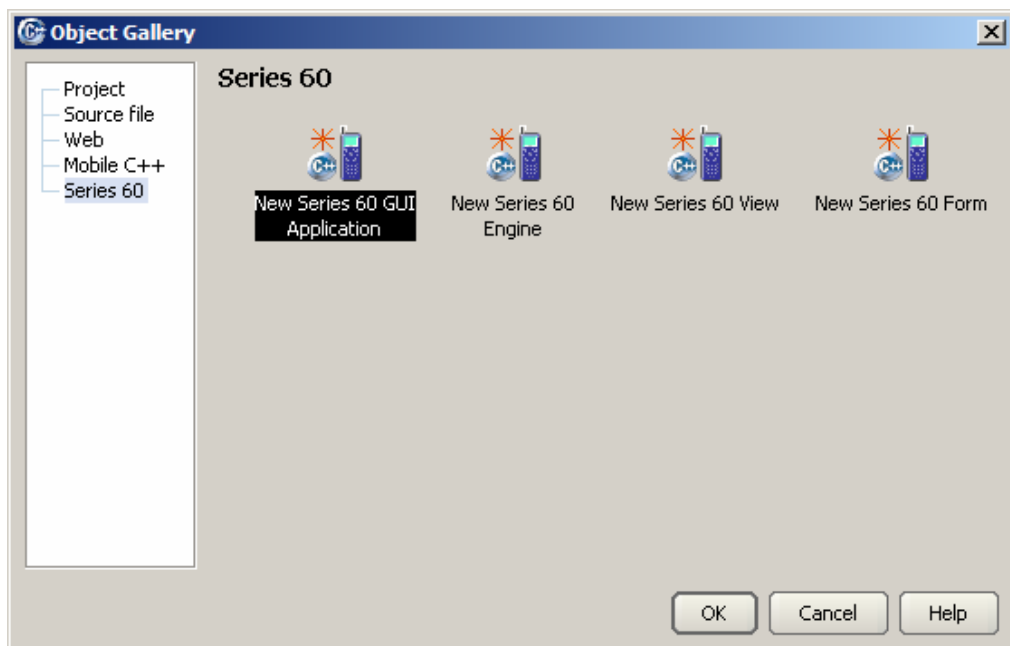 Object Gallery
Project
Source file
Web
Mobile C++
Series 60
Series 60
New Series 60 GUI
Application
New Series 60
Engine
New Series 60 View
New Series 60 Form
OK
Cancel
Help